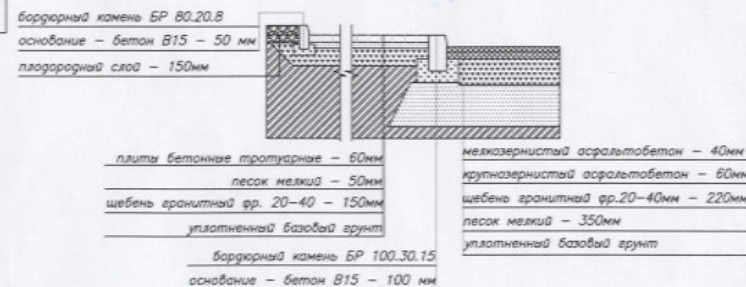 бордюрный камень БР 80.20.8
основание - бетон В15 - 50 мм
плодородный слой - 150мм
плиты бетонные тротуарные - 60мм
песок мелкий - 50мм
щебень гранитный фр. 20-40 - 150мм
уплотненный базовый грунт
бордюрный камень БР 100.30.15
основание - бетон В15 - 100 мм
мелкозернистый асфальтобетон - 40мм
крупнозернистый асфальтобетон - 60мм
щебень гранитный фр.20-40мм - 220мм
песок мелкий - 350мм
уплотненный базовый грунт